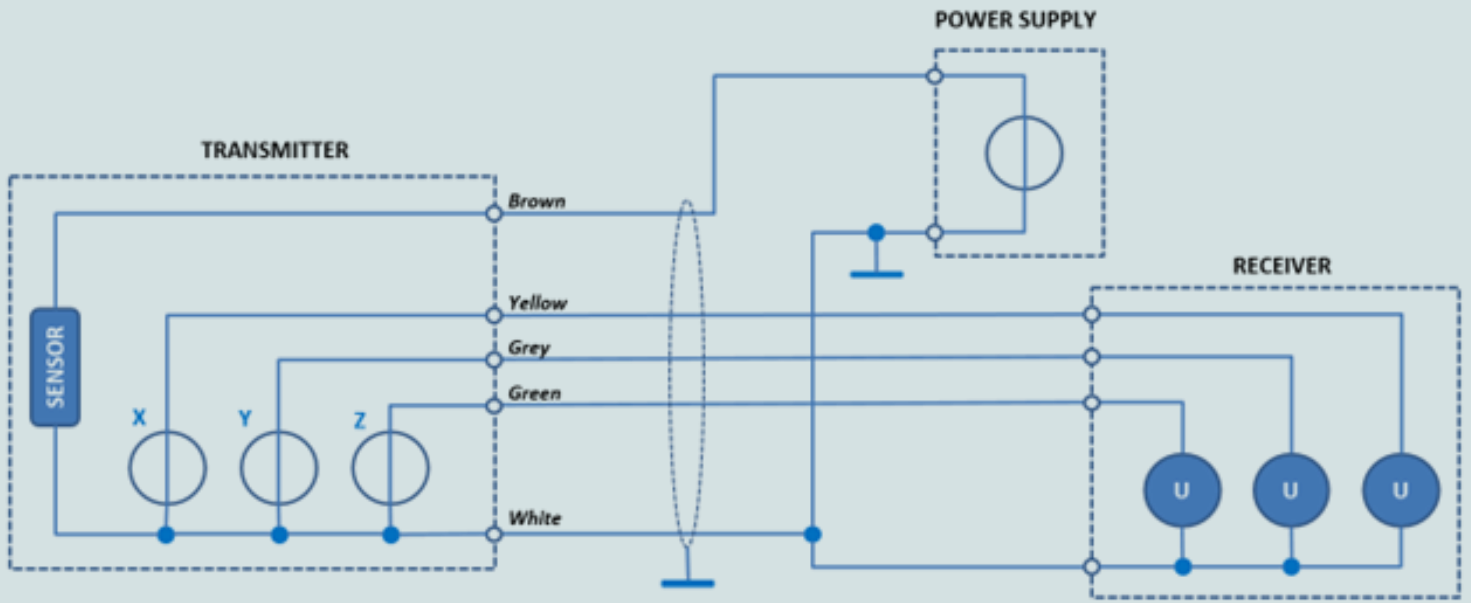 POWER SUPPLY
TRANSMITTER
Brown
RECEIVER
Yellow
Grey
Green
SENSOR
X Y Z
U U U
White